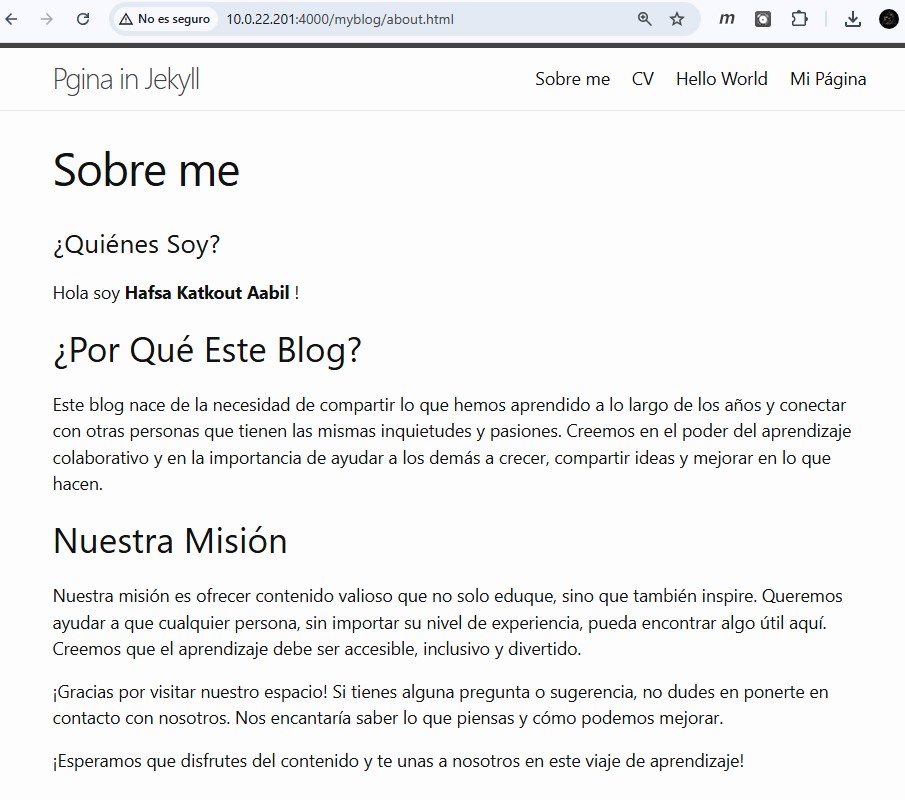 No es seguro 10.0.22.201:4000/myblog/about.html
Pgina in Jekyll
Sobre me CV Hello World Mi Página
Sobre me
¿Quiénes Soy?
Hola soy Hafsa Katkout Aabil !
¿Por Qué Este Blog?
Este blog nace de la necesidad de compartir lo que hemos aprendido a lo largo de los años y conectar
con otras personas que tienen las mismas inquietudes y pasiones. Creemos en el poder del aprendizaje
colaborativo y en la importancia de ayudar a los demás a crecer, compartir ideas y mejorar en lo que
hacen.
Nuestra Misión
Nuestra misión es ofrecer contenido valioso que no solo eduque, sino que también inspire. Queremos
ayudar a que cualquier persona, sin importar su nivel de experiencia, pueda encontrar algo útil aquí.
Creemos que el aprendizaje debe ser accesible, inclusivo y divertido.
¡Gracias por visitar nuestro espacio! Si tienes alguna pregunta o sugerencia, no dudes en ponerte en
contacto con nosotros. Nos encantaría saber lo que piensas y cómo podemos mejorar.
¡Esperamos que disfrutes del contenido y te unas a nosotros en este viaje de aprendizaje!